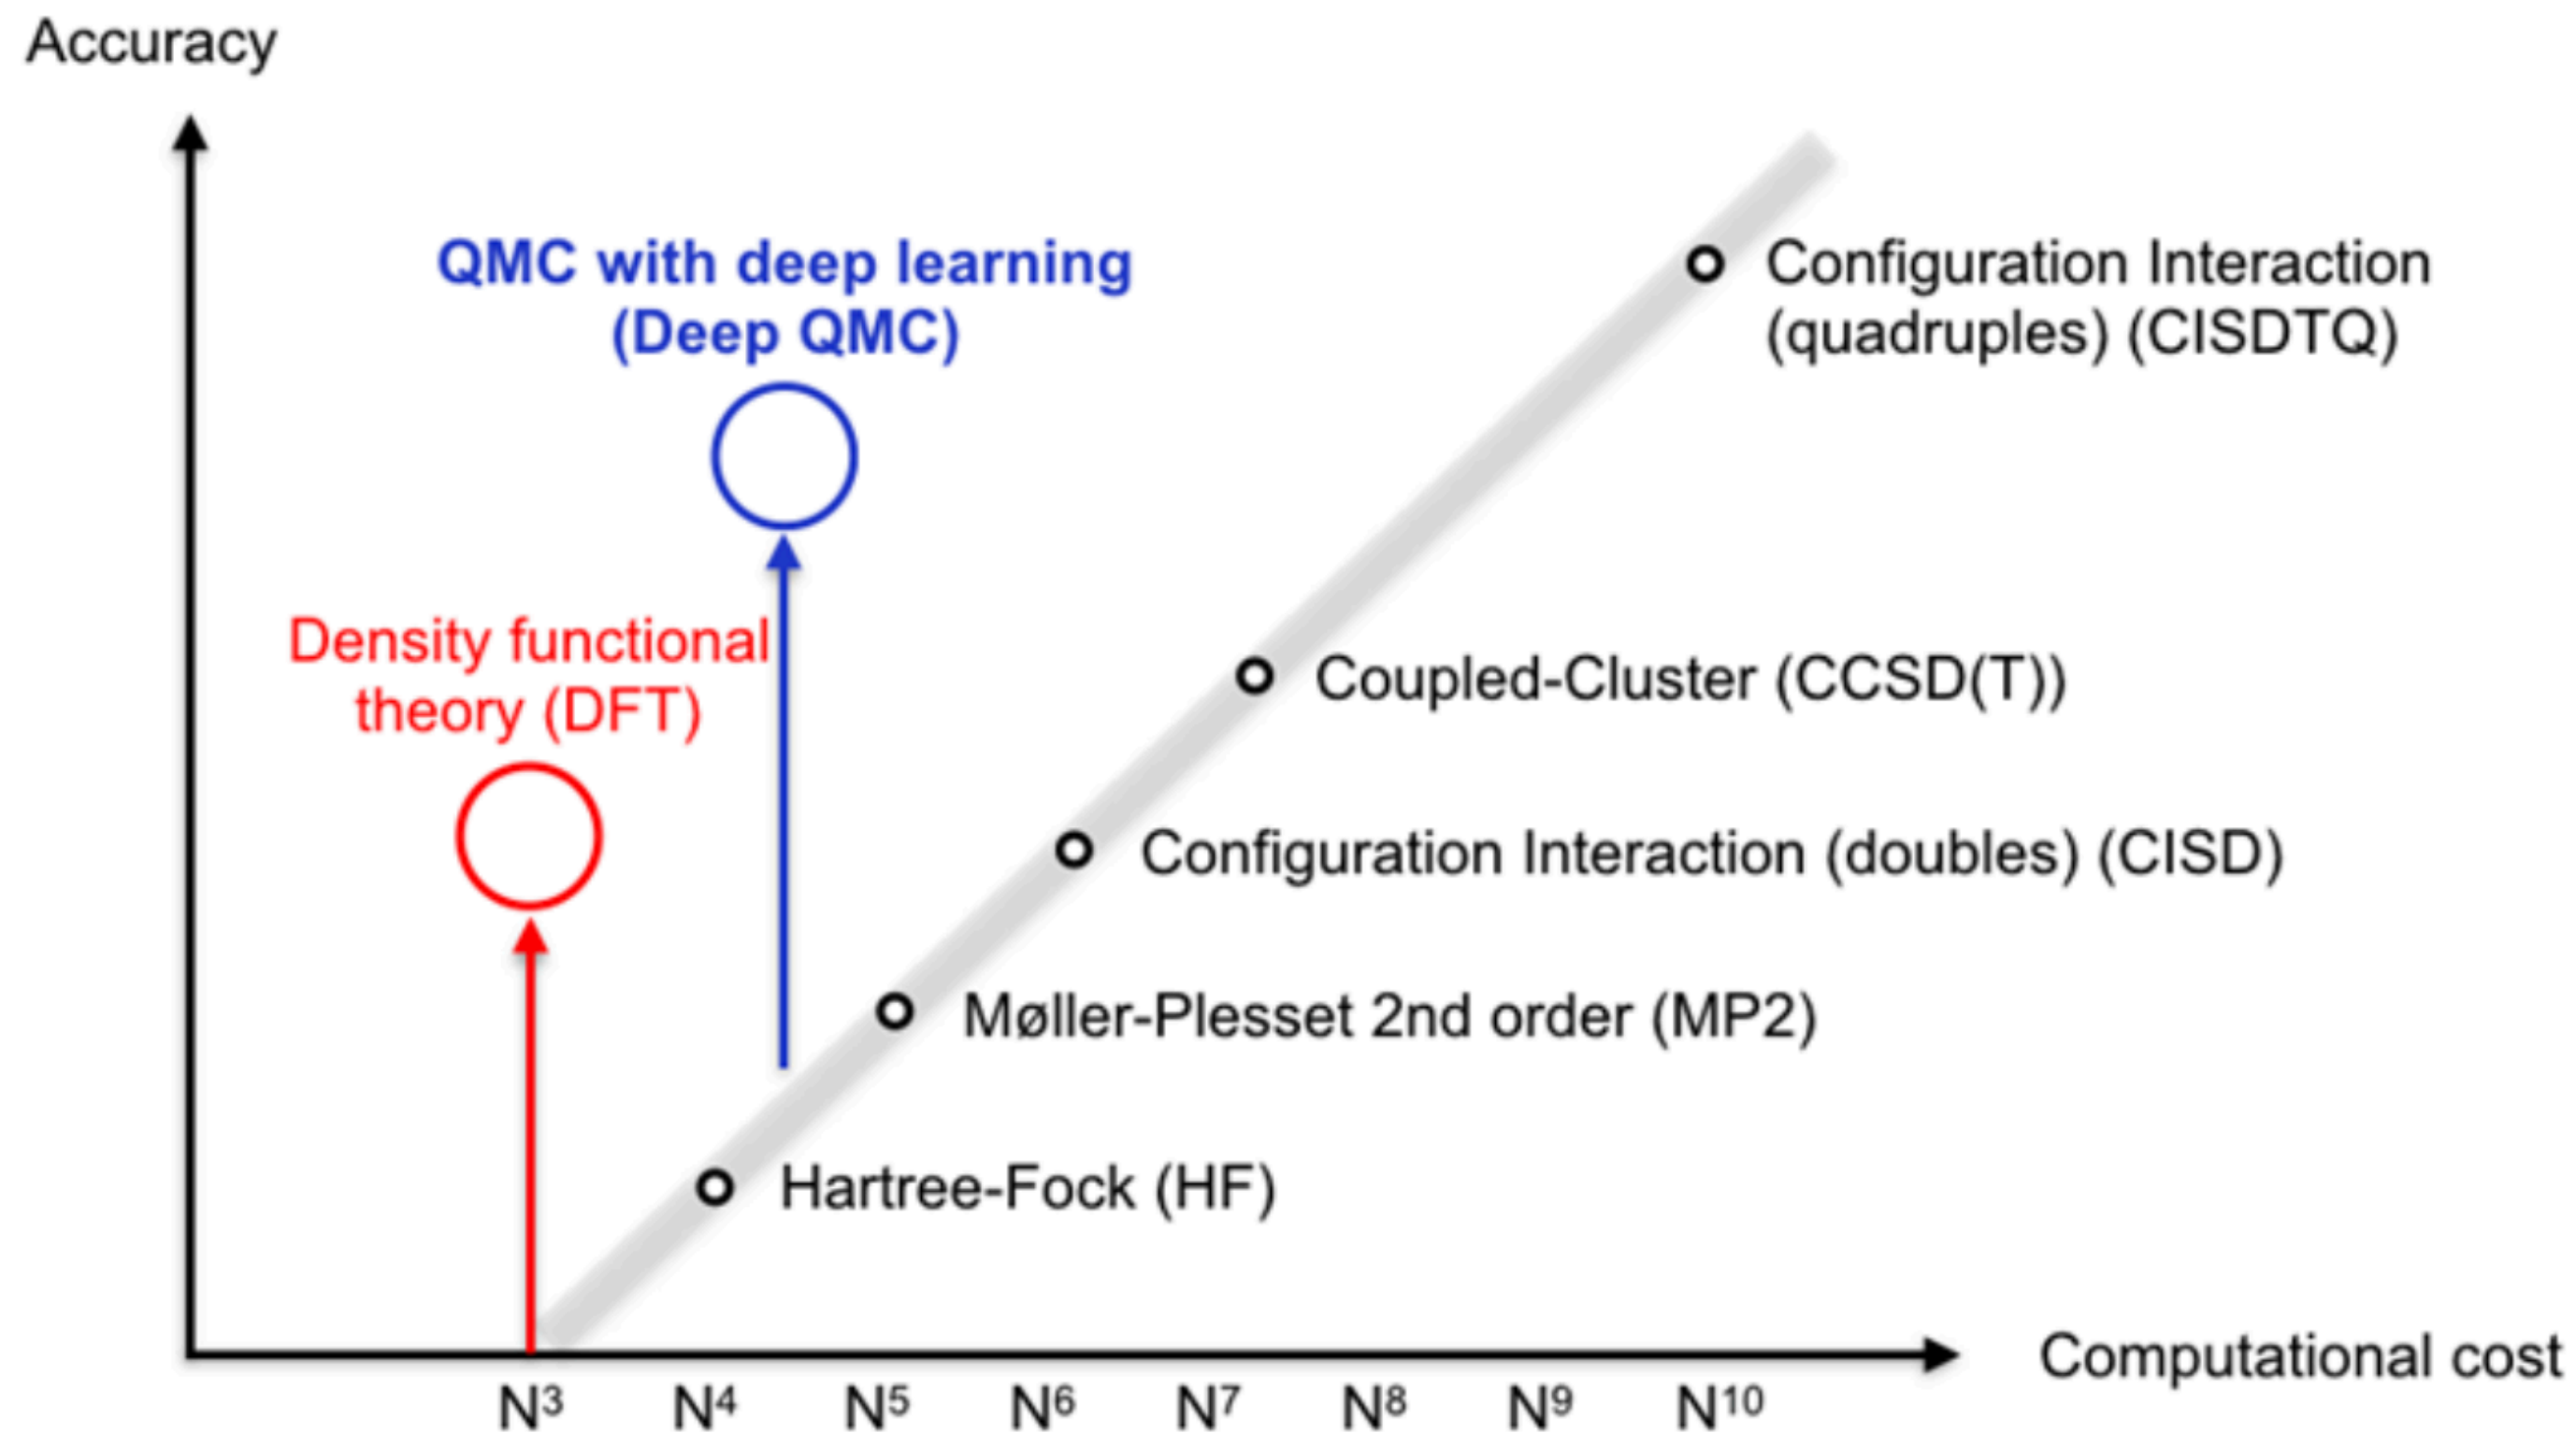 Accuracy
QMC with deep learning
(Deep QMC)
Configuration Interaction
(quadruples) (CISDTQ)
Density functional
theory (DFT)
Coupled-Cluster (CCSD(T))
Configuration Interaction (doubles) (CISD)
Møller-Plesset 2nd order (MP2)
Hartree-Fock (HF)
Computational cost
N³ N⁴ N⁵ N⁶ N⁷ N⁸ N⁹ N¹⁰